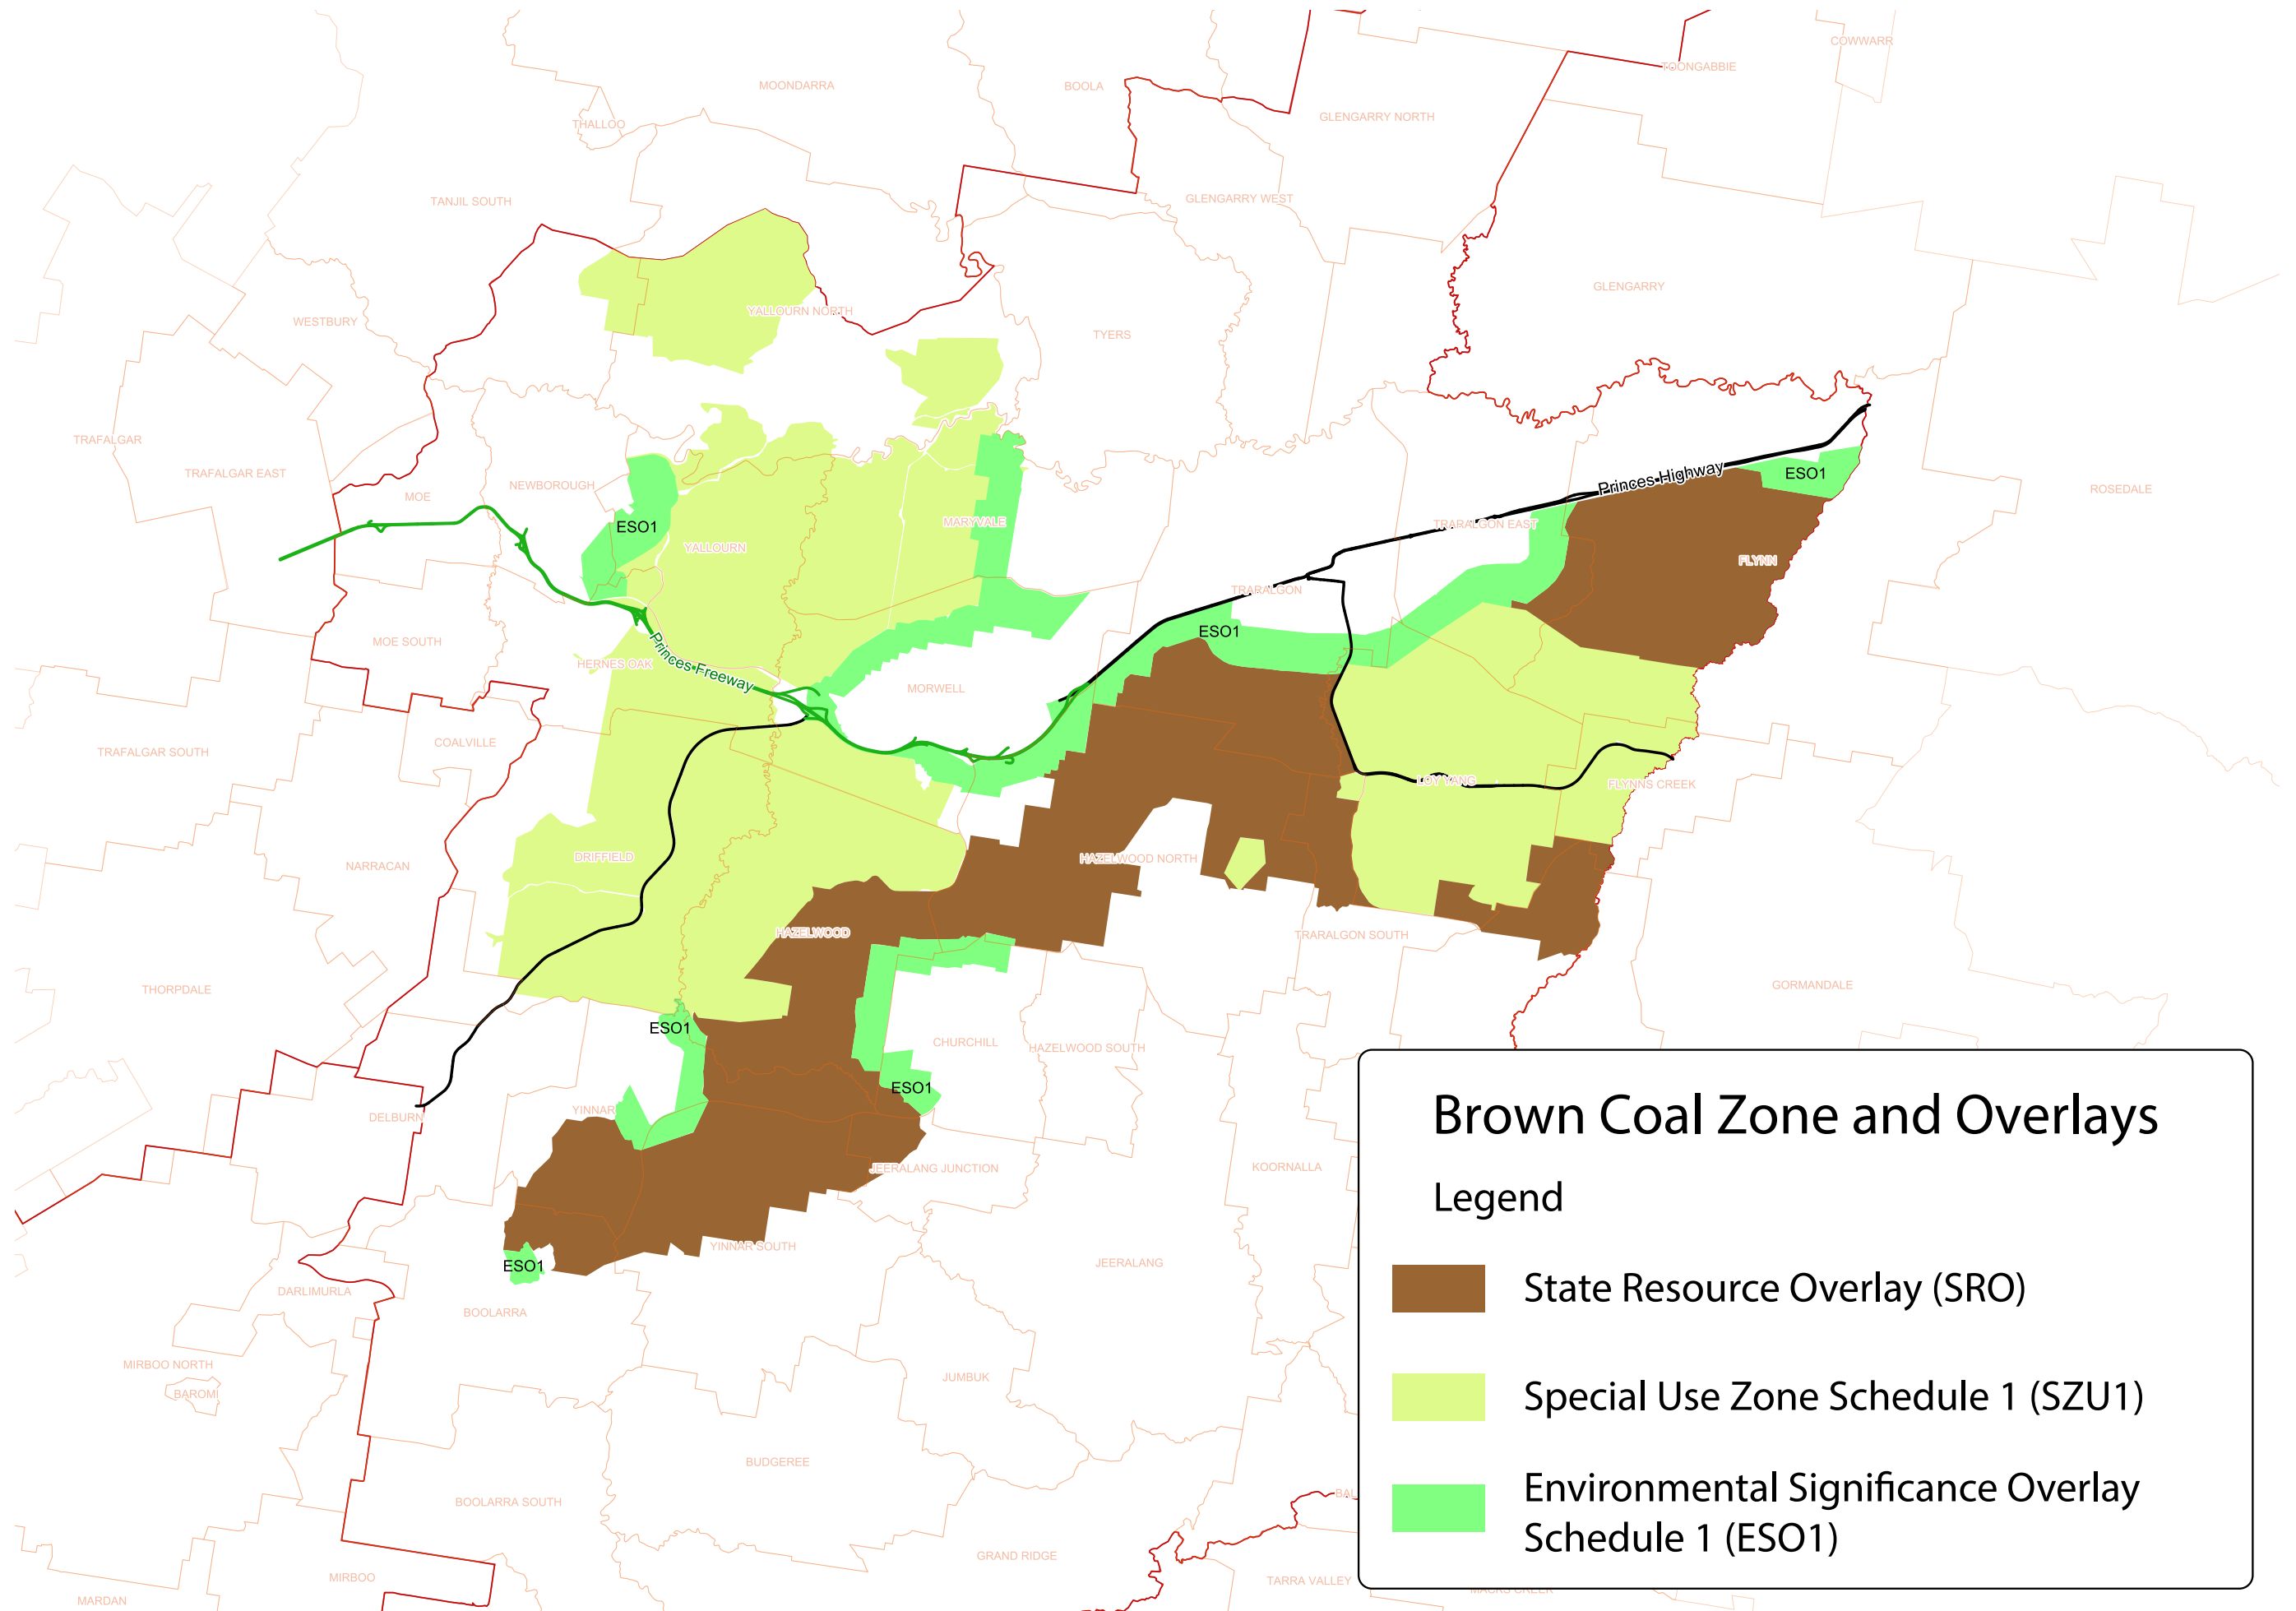 COWWARR
TOONGABBIE
MOONDARRA
BOOLA
GLENGARRY NORTH
THALLOO
TANJIL SOUTH
GLENGARRY WEST
GLENGARRY
YALLOURN NORTH
WESTBURY
TYERS
TRAFALGAR
TRAFALGAR EAST
MOE
NEWBOROUGH
ESO1
Princes Highway
ROSEDALE
ESO1
MARYVALE
TRARALGON EAST
YALLOURN
FLYNN
TRARALGON
MOE SOUTH
ESO1
HERNES OAK
Princes Freeway
MORWELL
TRAFALGAR SOUTH
COALVILLE
LOY YANG
FLYNNS CREEK
NARRACAN
DRIFFIELD
HAZELWOOD NORTH
HAZELWOOD
TRARALGON SOUTH
THORPDALE
GORMANDALE
ESO1
CHURCHILL
HAZELWOOD SOUTH
ESO1
DELBURN
YINNAR
Brown Coal Zone and Overlays
JEERALANG JUNCTION
KOORNALLA
Legend
YINNAR SOUTH
ESO1
JEERALANG
State Resource Overlay (SRO)
DARLIMURLA
BOOLARRA
MIRBOO NORTH
JUMBUK
BAROMI
Special Use Zone Schedule 1 (SZU1)
BUDGEREE
BOOLARRA SOUTH
BAL
Environmental Significance Overlay
Schedule 1 (ESO1)
GRAND RIDGE
MIRBOO
TARRA VALLEY
MARDAN